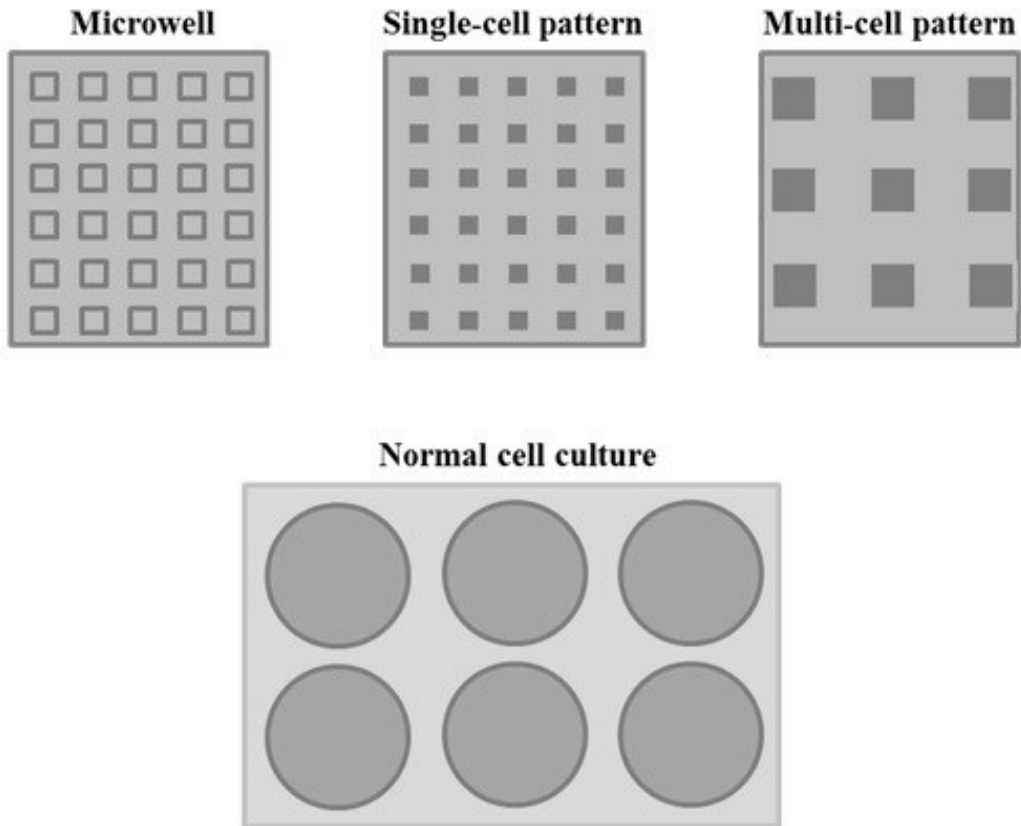 Microwell
Single-cell pattern
Multi-cell pattern
Normal cell culture